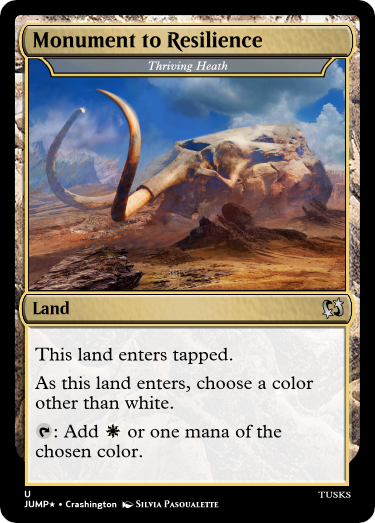 Monument to Resilience
Thriving Heath
Land
This land enters tapped.
As this land enters, choose a color
other than white.
: Add or one mana of the
chosen color.
U
TUSKS
JUMP★ • Crashington Silvia Pasqualette